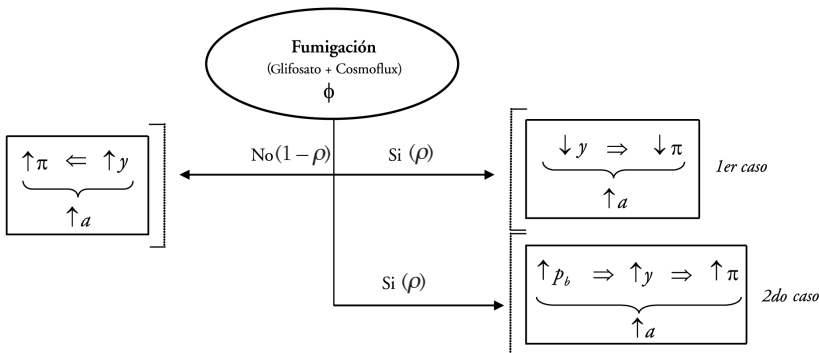 Fumigación
(Glifosato + Cosmoflux)
ϕ
No (1 – ρ)
Si (ρ)
↑π ⇐ ↑y
↑a
↓y ⇒ ↓π
↑a
1er caso
Si (ρ)
↑p_b ⇒ ↑y ⇒ ↑π
↑a
2do caso